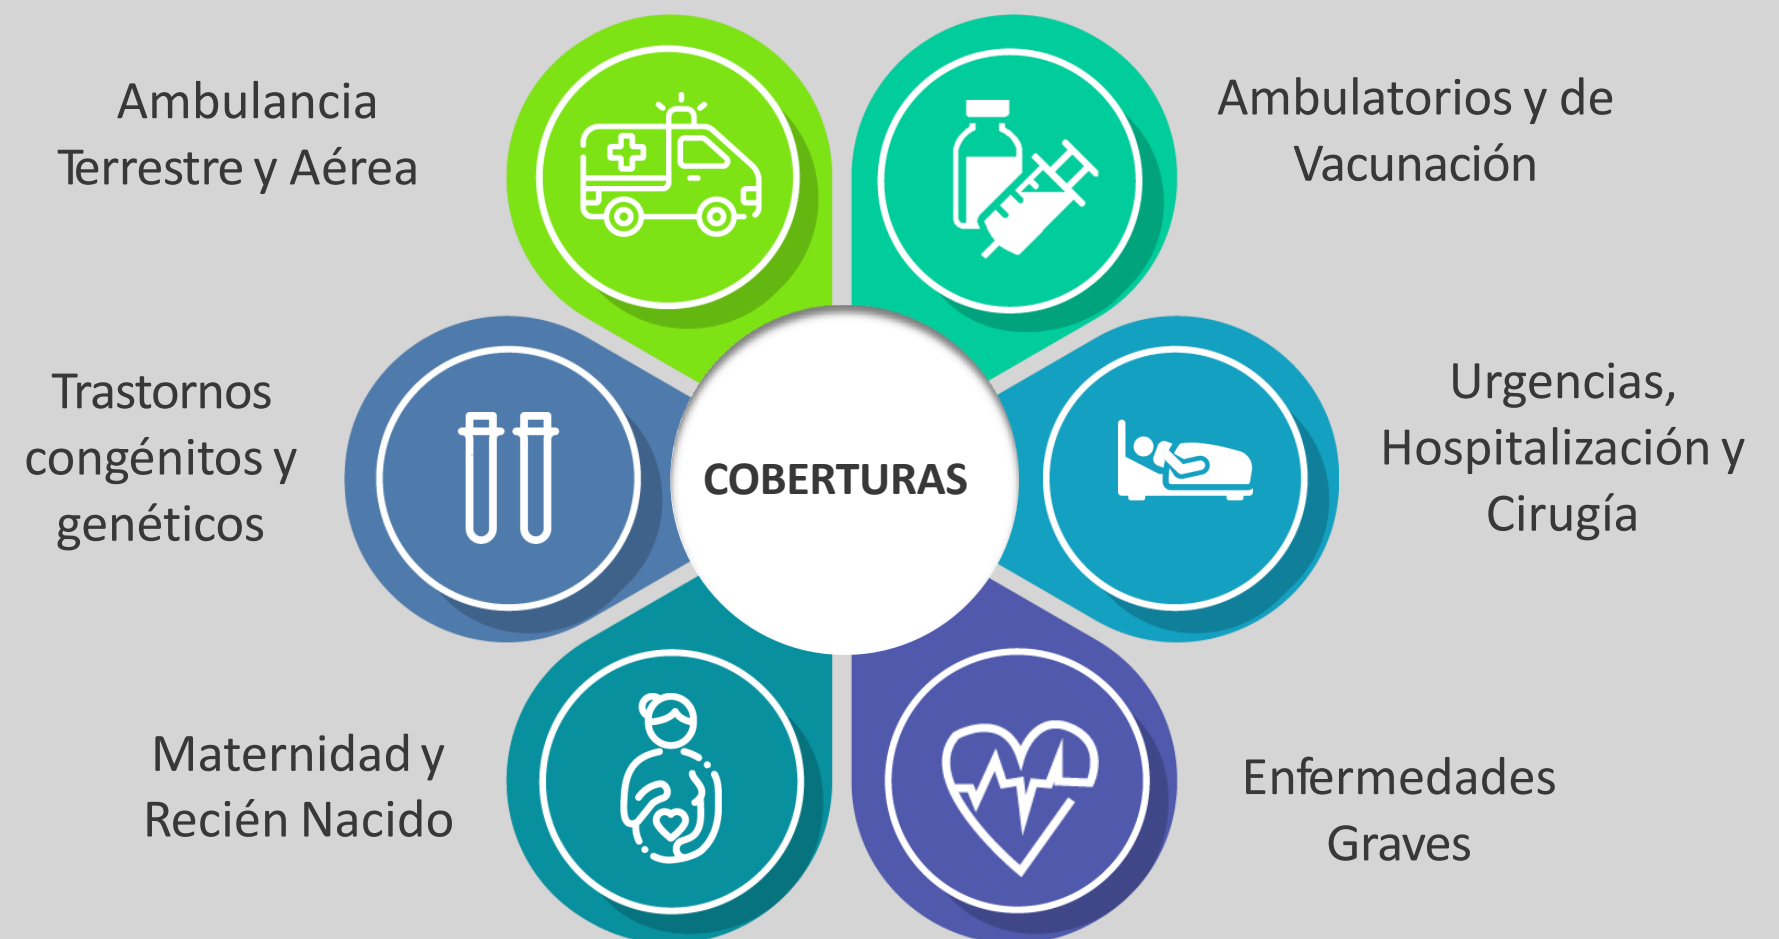 Ambulancia
Terrestre y Aérea
Ambulatorios y de
Vacunación
Trastornos
congénitos y
genéticos
COBERTURAS
Urgencias,
Hospitalización y
Cirugía
Maternidad y
Recién Nacido
Enfermedades
Graves